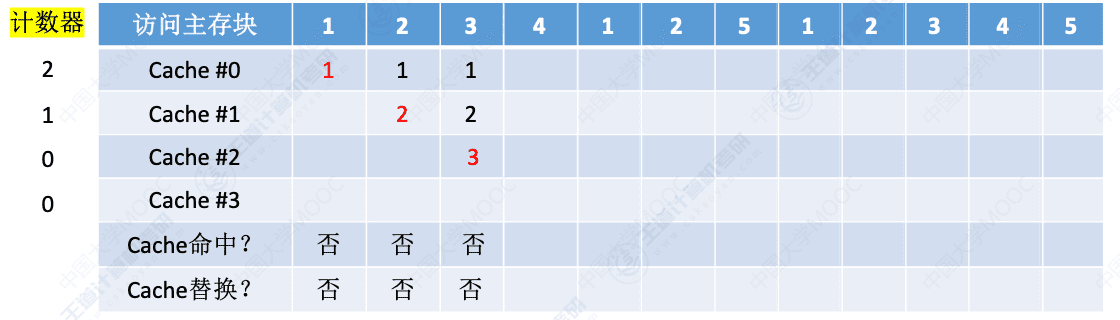 计数器 访问主存块 1 2 3 4 1 2 5 1 2 3 4 5
2 Cache #0 1 1 1
1 Cache #1 2 2
0 Cache #2 3
0 Cache #3
Cache命中？ 否 否 否
Cache替换？ 否 否 否